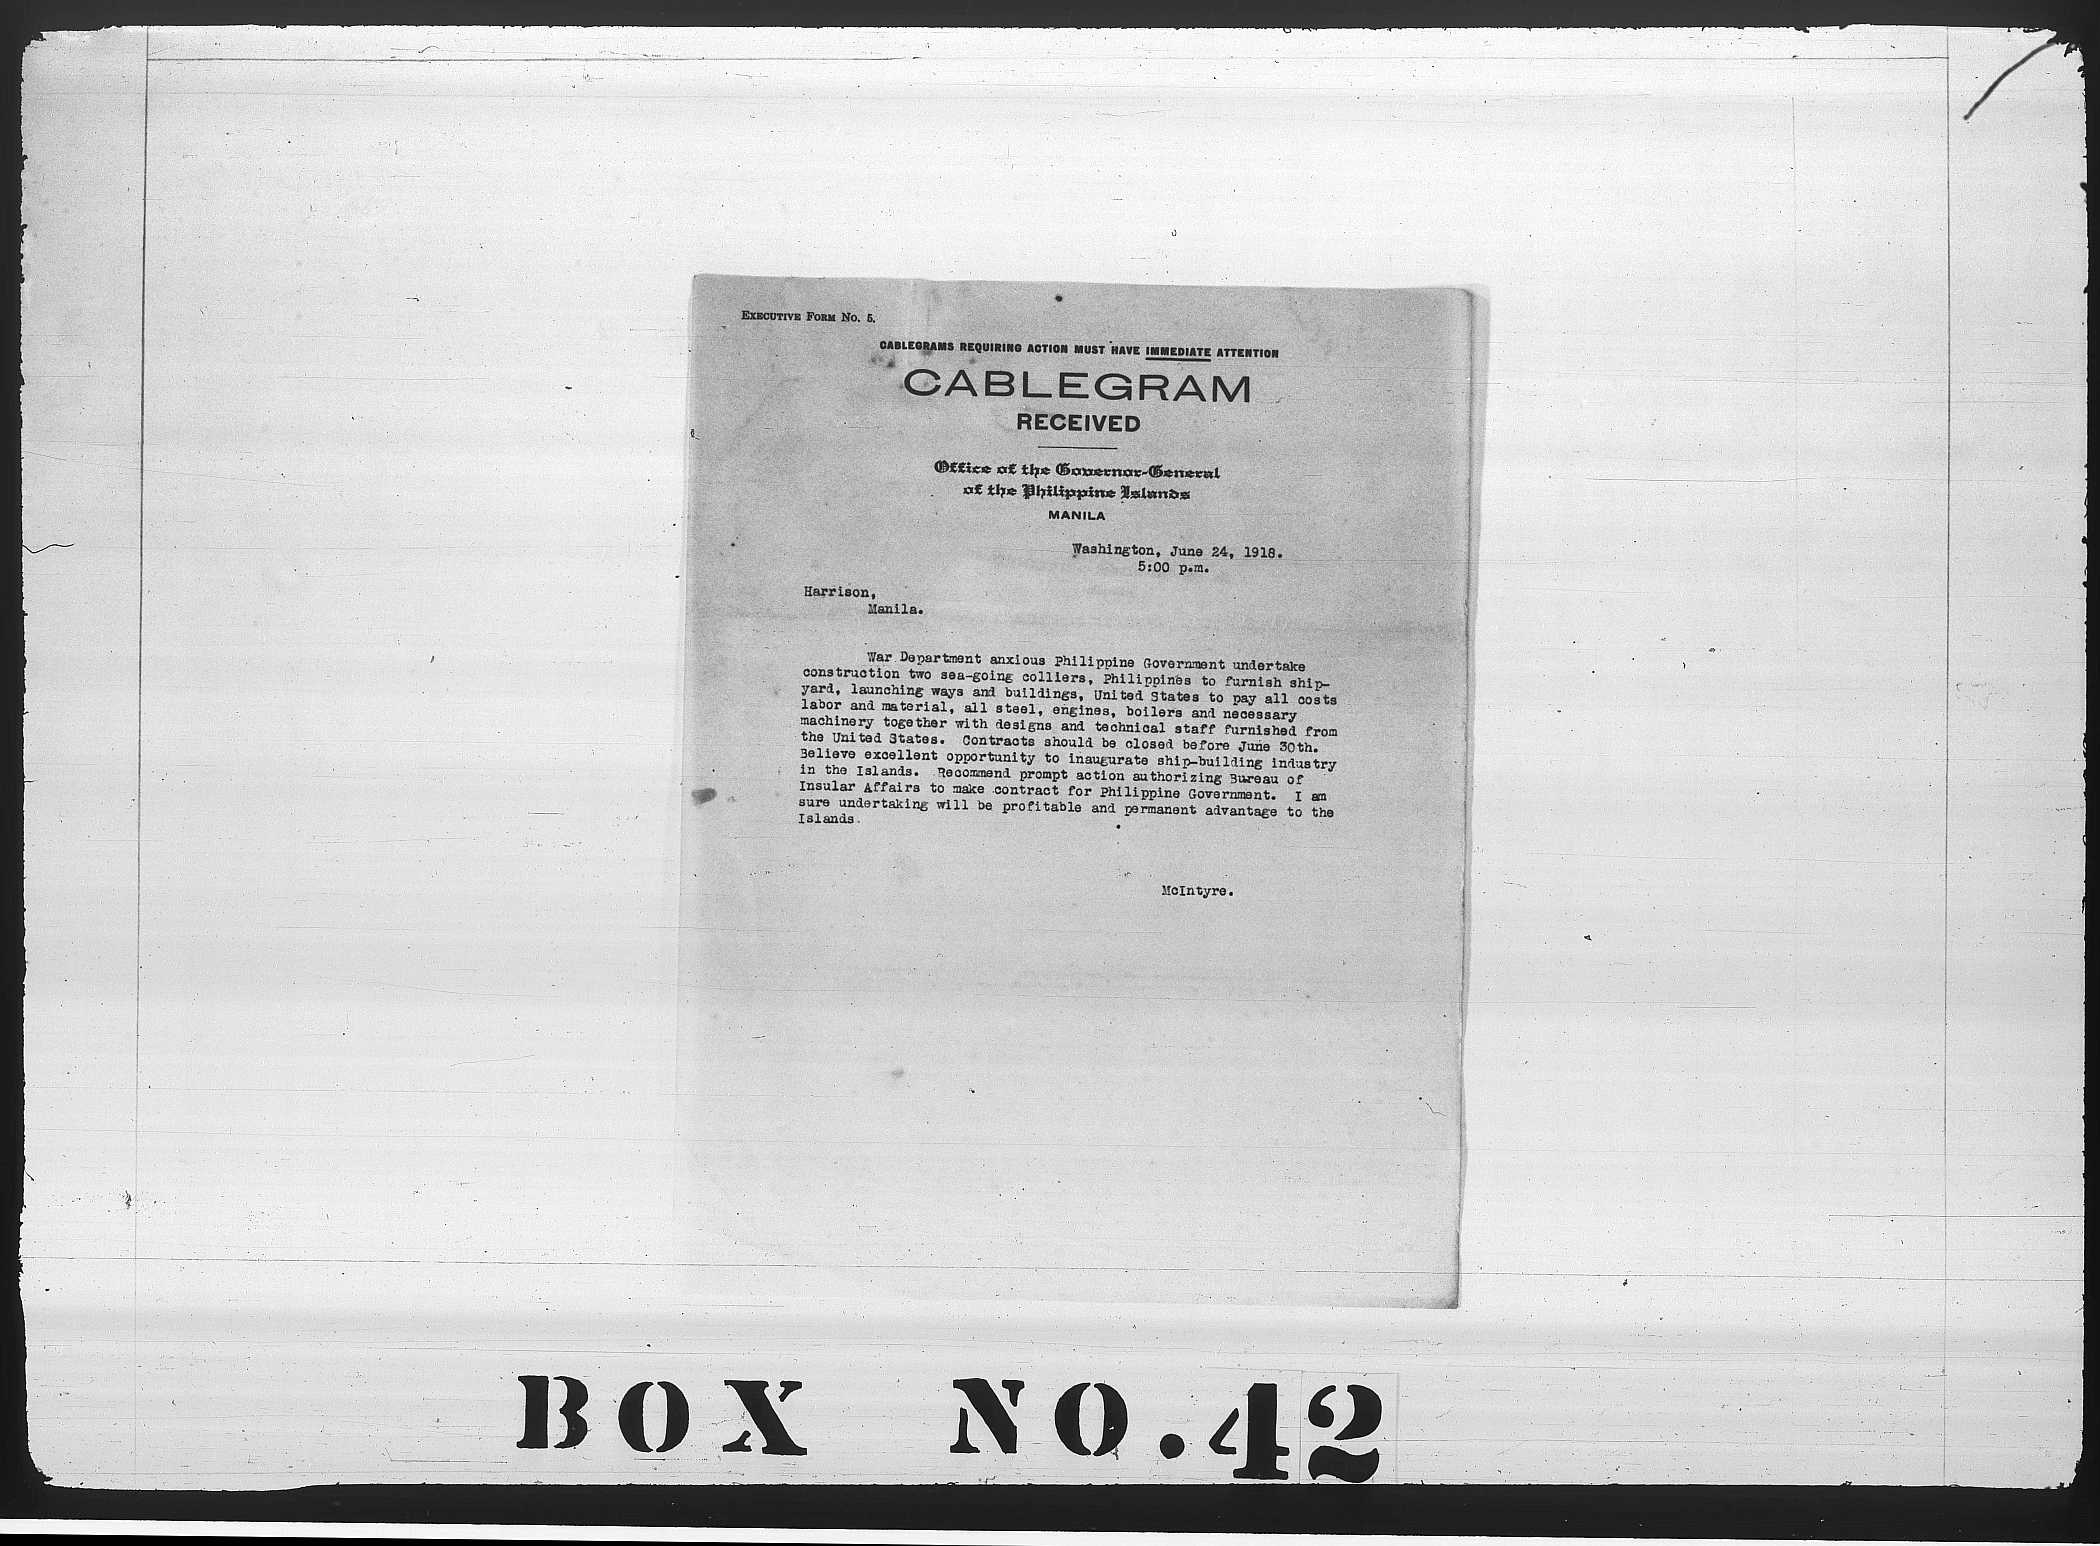 EXECUTIVE FORM NO. 5.
CABLEGRAMS REQUIRING ACTION MUST HAVE IMMEDIATE ATTENTION
CABLEGRAM
RECEIVED
Office of the Governor-General
of the Philippine Islands
MANILA
Washington, June 24, 1918.
5:00 p.m.
Harrison,
Manila.
War Department anxious Philippine Government undertake
construction two sea-going colliers, Philippines to furnish ship-
yard, launching ways and buildings, United States to pay all costs
labor and material, all steel, engines, boilers and necessary
machinery together with designs and technical staff furnished from
the United States. Contracts should be closed before June 30th.
Believe excellent opportunity to inaugurate ship-building industry
in the Islands. Recommend prompt action authorizing Bureau of
Insular Affairs to make contract for Philippine Government. I am
sure undertaking will be profitable and permanent advantage to the
Islands.
McIntyre.
BOX NO. 42